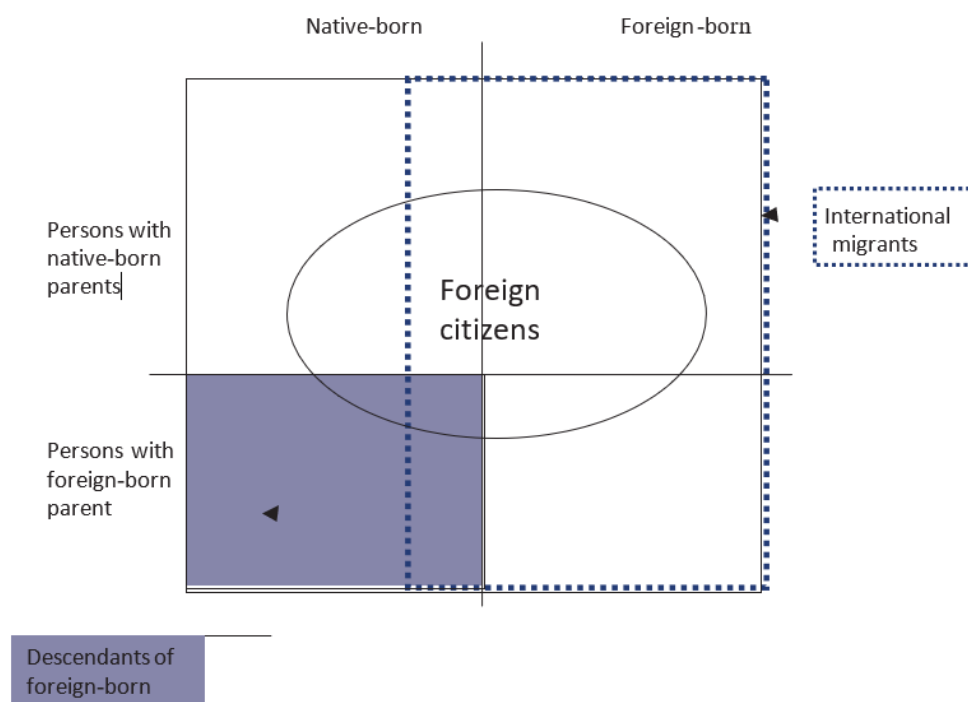 Native-born
Foreign-born
Persons with
native-born
parents
International
migrants
Foreign
citizens
Persons with
foreign-born
parent
Descendants of
foreign-born